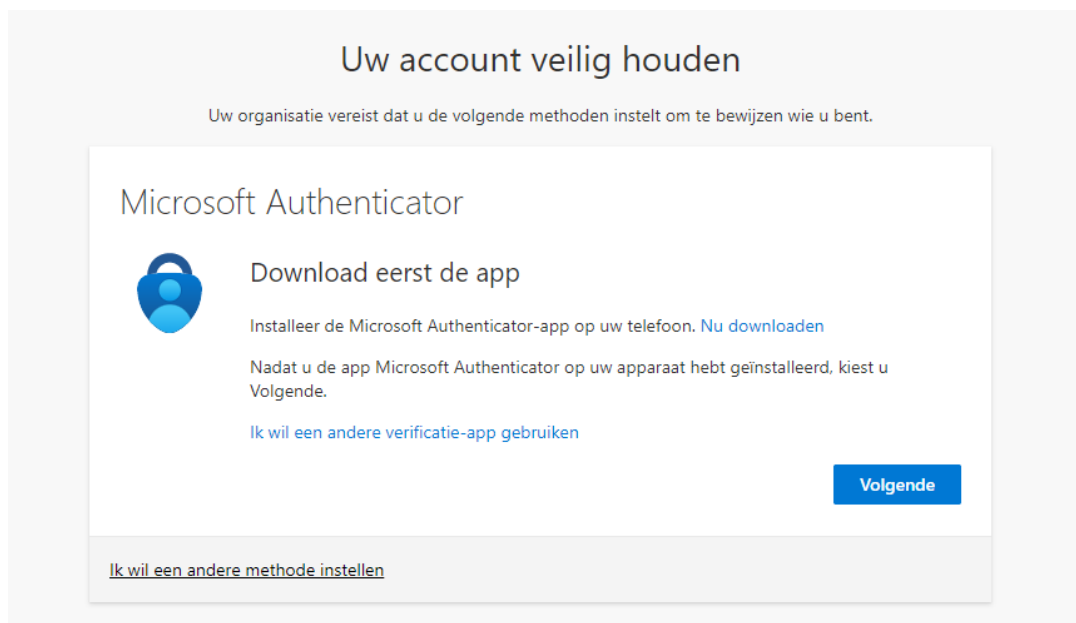 Uw account veilig houden
Uw organisatie vereist dat u de volgende methoden instelt om te bewijzen wie u bent.
Microsoft Authenticator
Download eerst de app
Installeer de Microsoft Authenticator-app op uw telefoon. Nu downloaden
Nadat u de app Microsoft Authenticator op uw apparaat hebt geïnstalleerd, kiest u
Volgende.
Ik wil een andere verificatie-app gebruiken
Volgende
Ik wil een andere methode instellen